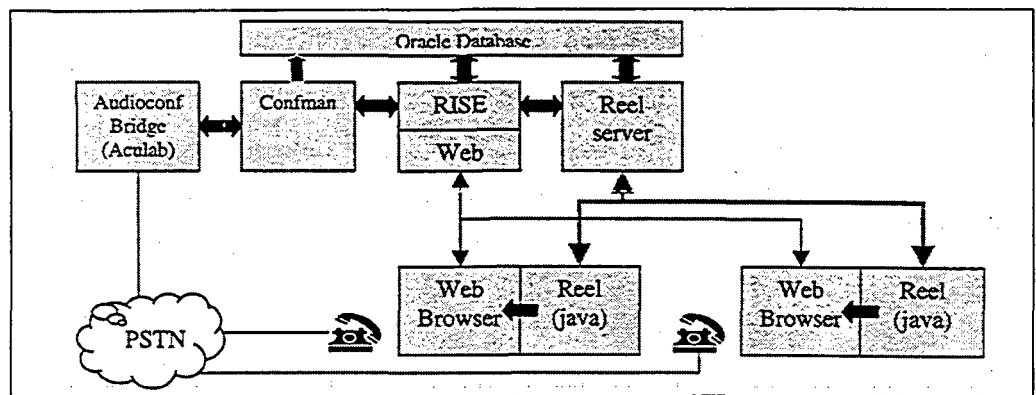 Oracle Database
Audioconf
Bridge
(Aculab)
Confman
RISE
Web
Reel
server
Web
Browser
Reel
(java)
Web
Browser
Reel
(java)
PSTN